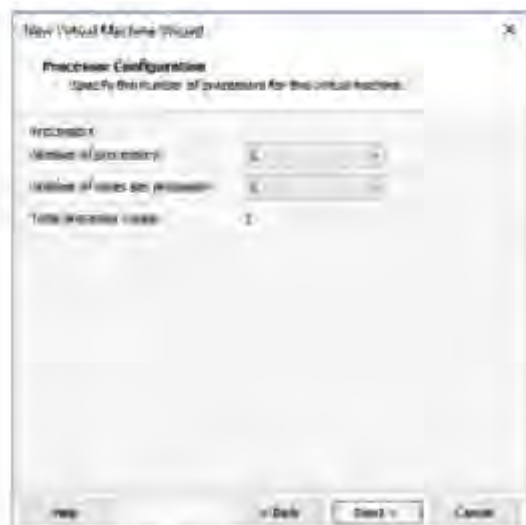 New Virtual Machine Wizard
Processor Configuration
Specify the number of processors for this virtual machine.
Processors
Number of processors:
Number of cores per processor:
Total processor cores:
Help
< Back
Next >
Cancel